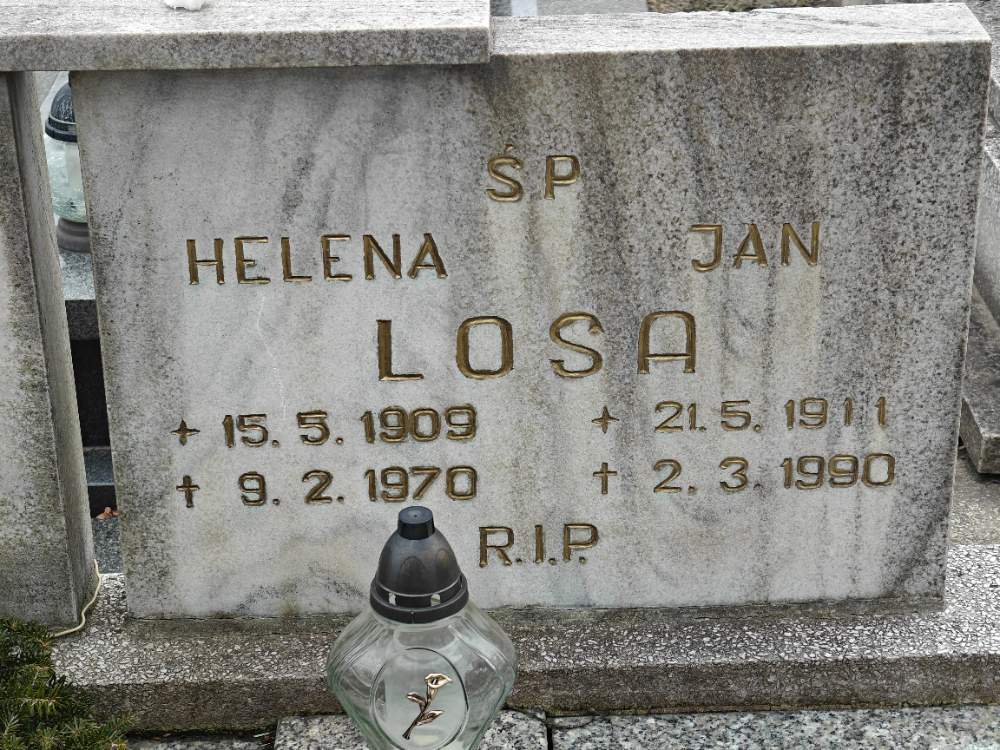 ŚP
HELENA JAN
LOSA
+ 15. 5. 1909 + 21. 5. 1911
† 9. 2. 1970 † 2. 3. 1990
R.I.P.